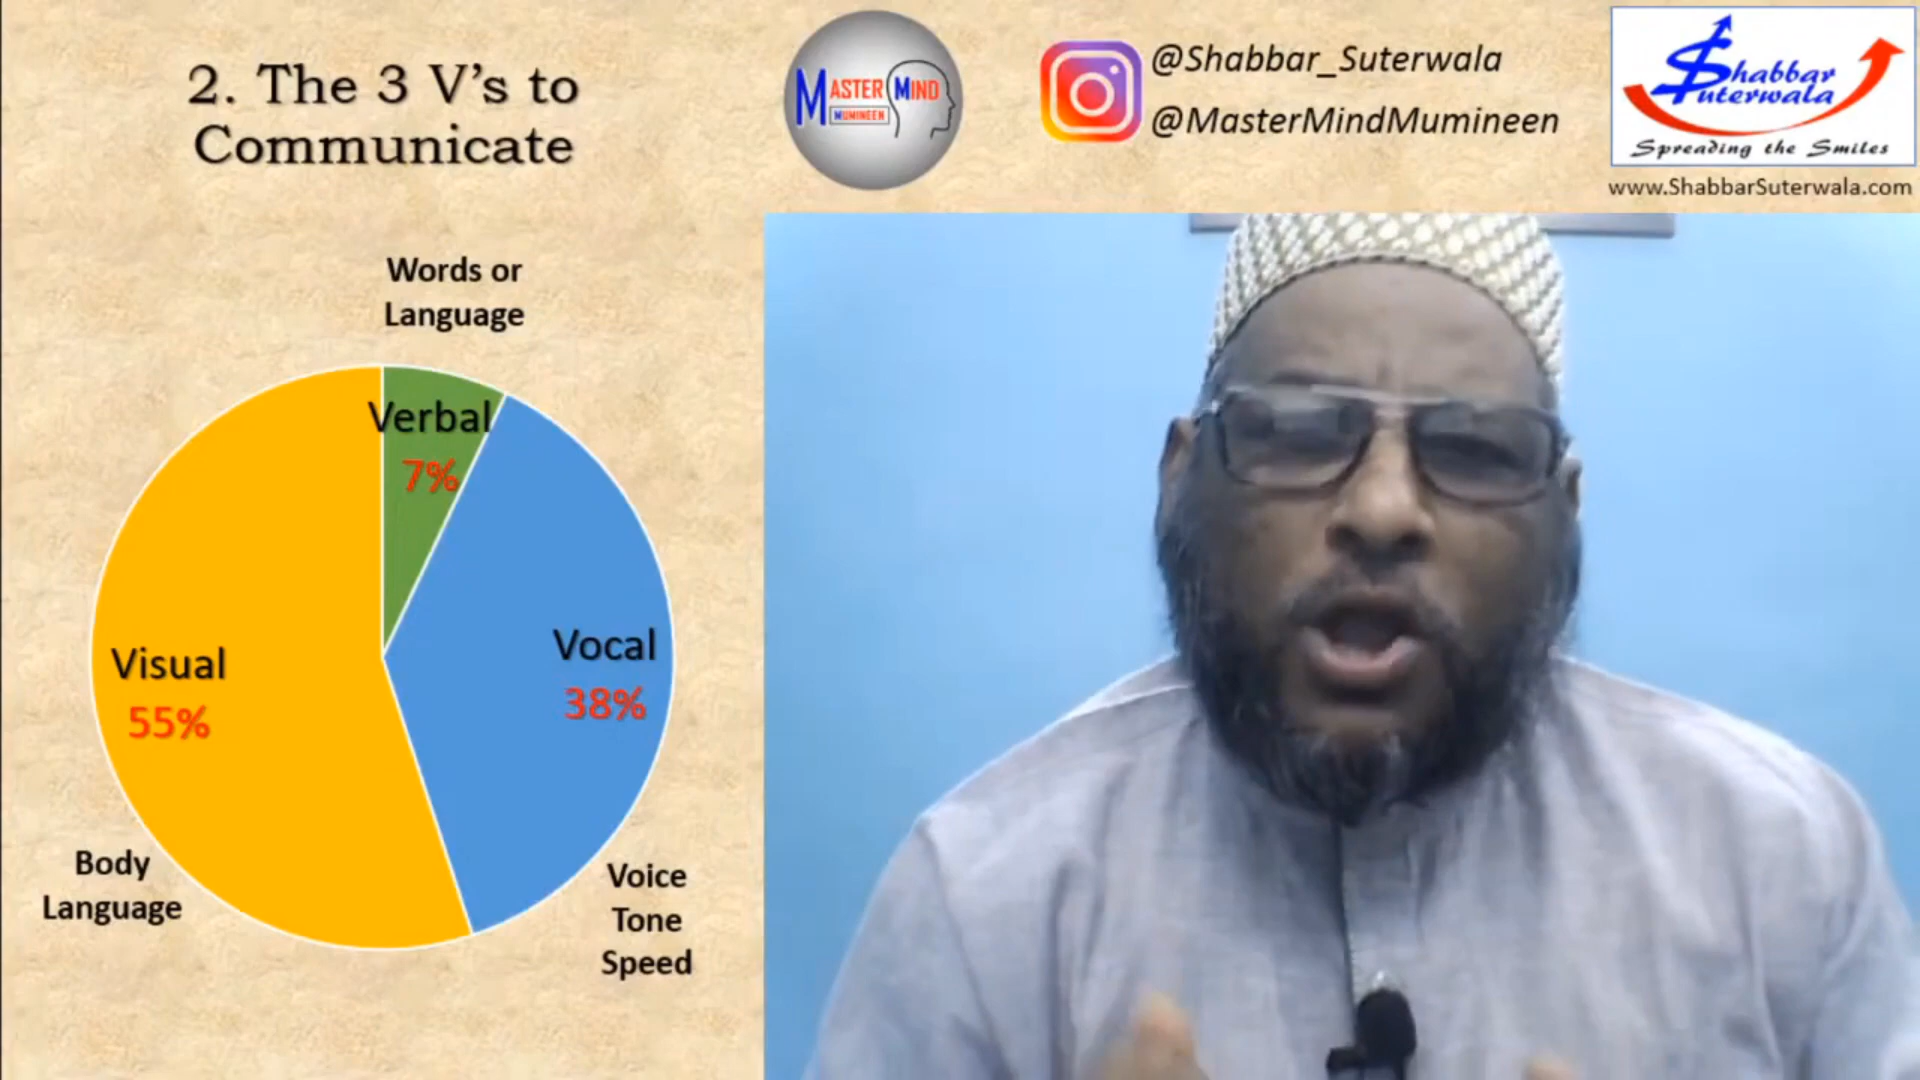 2. The 3 V's to
Communicate
MASTER MIND
MUMINEEN
@Shabbar_Suterwala
@MasterMindMumineen
Shabbar
Suterwala
Spreading the Smiles
www.ShabbarSuterwala.com
Words or
Language
Verbal
7%
Visual
55%
Vocal
38%
Body
Language
Voice
Tone
Speed